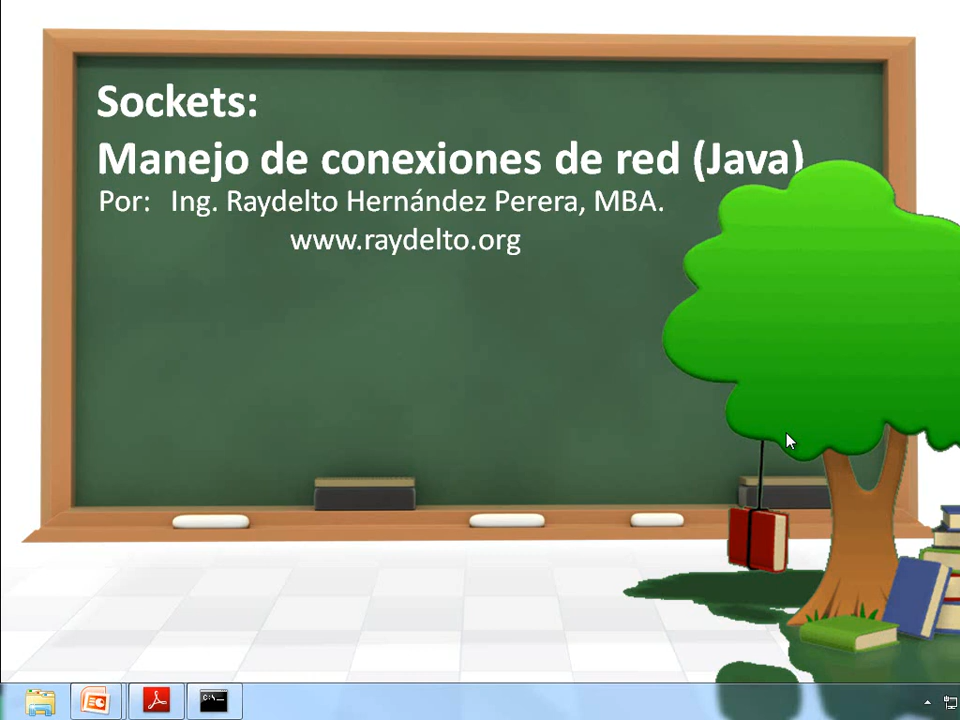 Sockets:
Manejo de conexiones de red (Java)
Por: Ing. Raydelto Hernández Perera, MBA.
www.raydelto.org